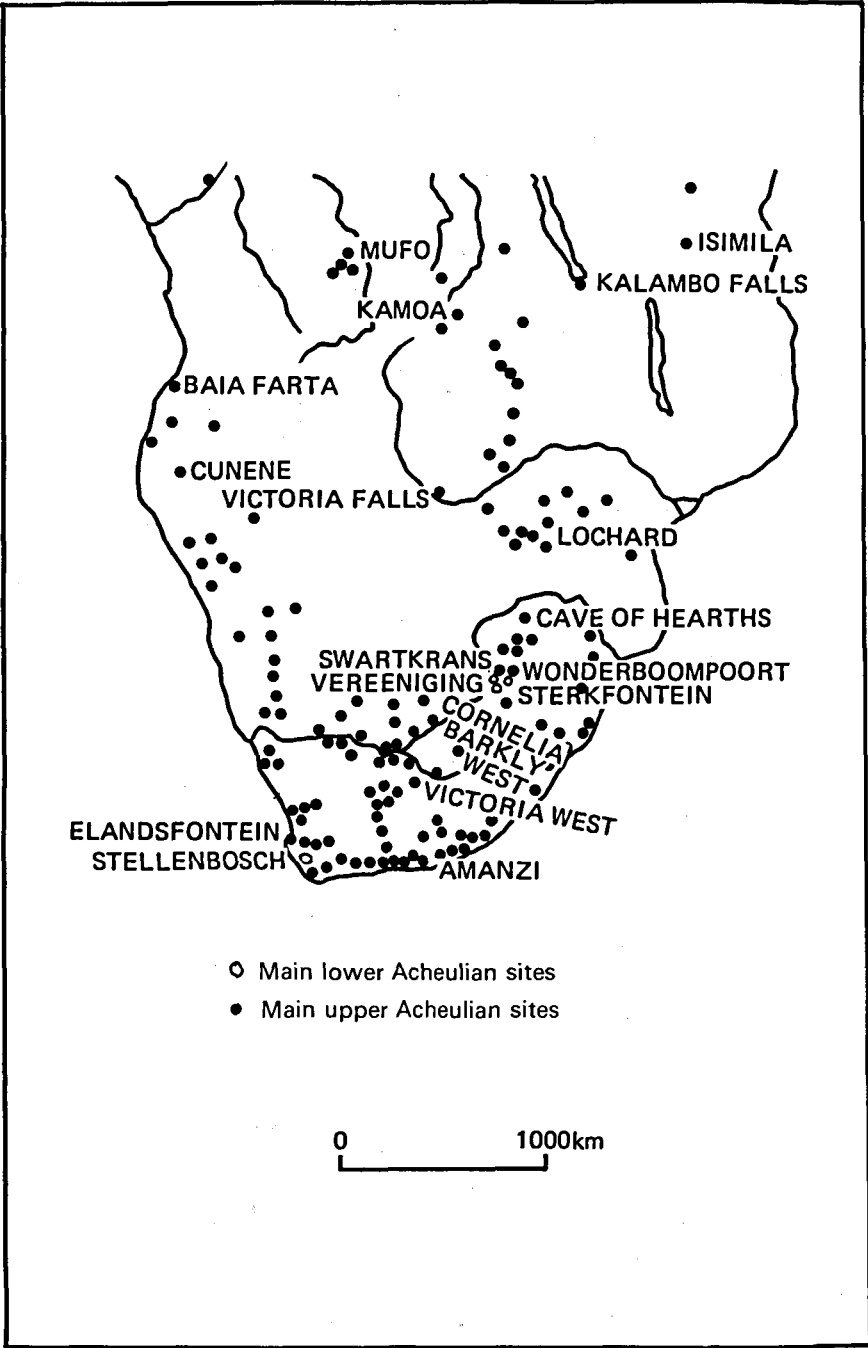 MUFO
ISIMILA
KALAMBO FALLS
KAMOA
BAIA FARTA
CUNENE
VICTORIA FALLS
LOCHARD
CAVE OF HEARTHS
SWARTKRANS
WONDERBOOMPOORT
VEREENIGING
STERKFONTEIN
CORNELIA
BARKLY
WEST
VICTORIA WEST
ELANDSFONTEIN
STELLENBOSCH
AMANZI
Main lower Acheulian sites
Main upper Acheulian sites
0 1000km